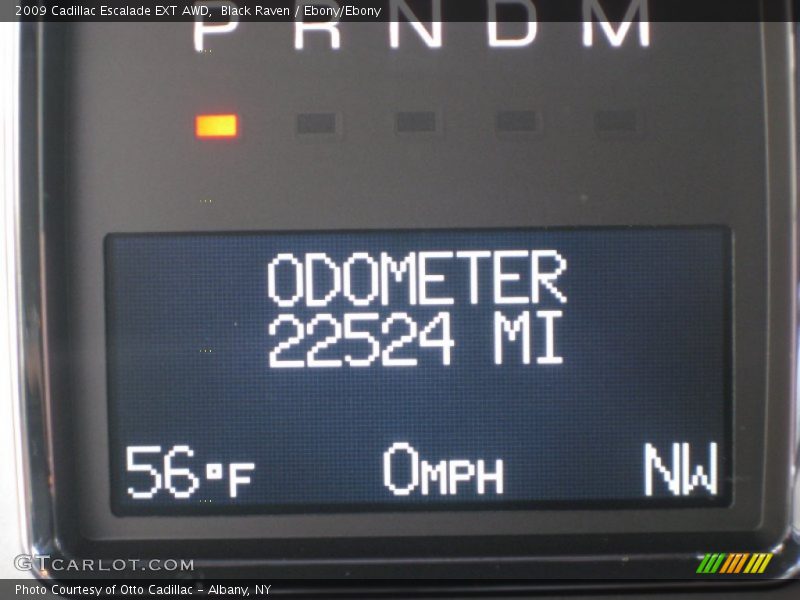 2009 Cadillac Escalade EXT AWD, Black Raven / Ebony/Ebony
P R N D M
ODOMETER
22524 MI
56°F 0MPH NW
GTCARLOT.COM
Photo Courtesy of Otto Cadillac - Albany, NY